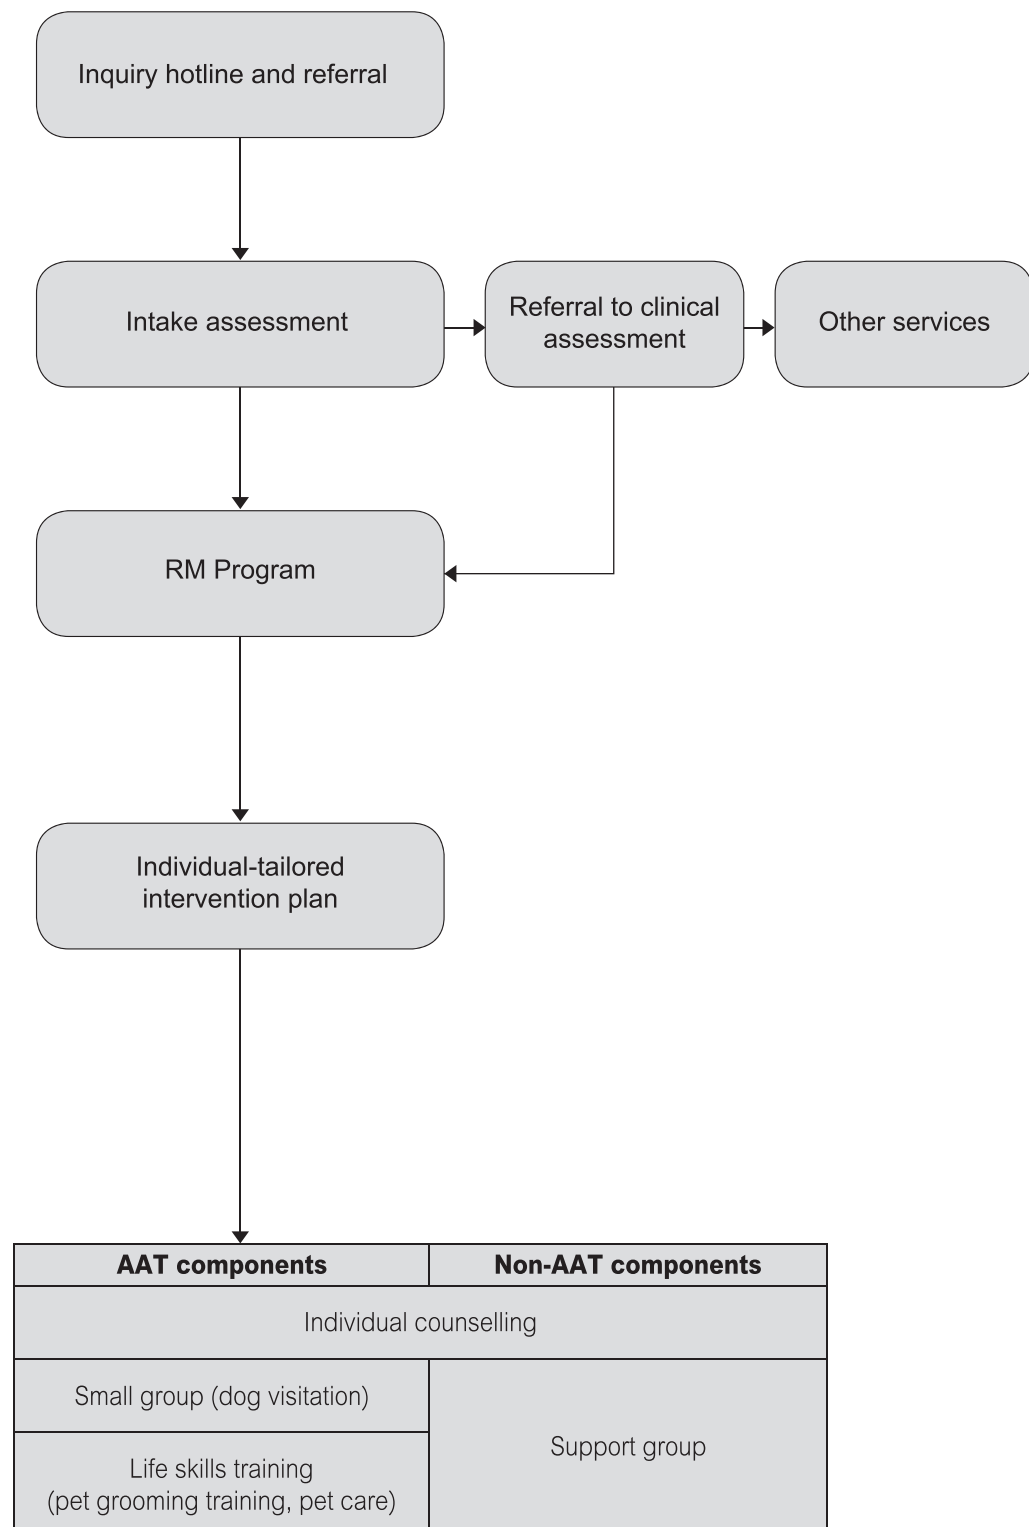 Inquiry hotline and referral
Intake assessment
Referral to clinical
assessment
Other services
RM Program
Individual-tailored
intervention plan
AAT components
Non-AAT components
Individual counselling
Small group (dog visitation)
Support group
Life skills training
(pet grooming training, pet care)